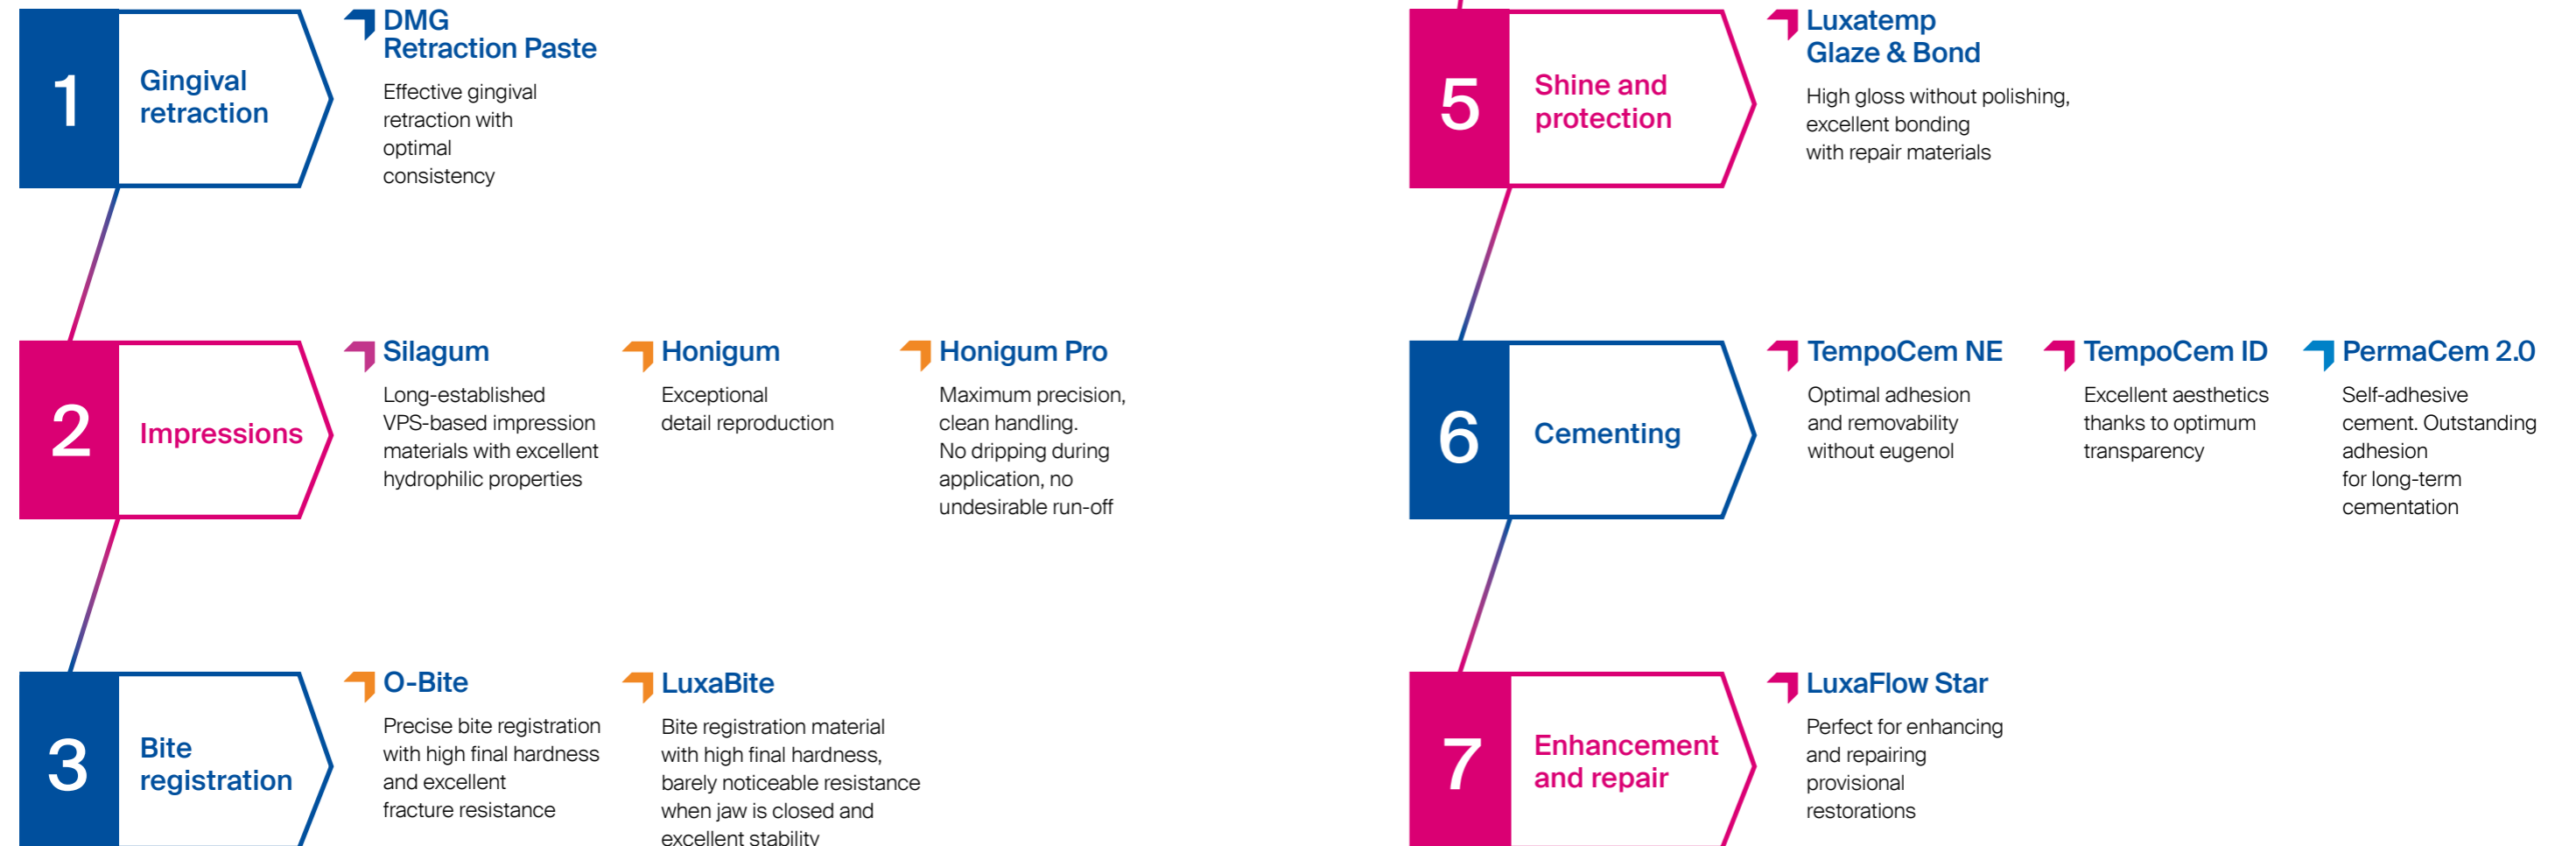 1
Gingival
retraction
DMG
Retraction Paste
Effective gingival
retraction with
optimal
consistency
2
Impressions
Silagum
Long-established
VPS-based impression
materials with excellent
hydrophilic properties
Honigum
Exceptional
detail reproduction
Honigum Pro
Maximum precision,
clean handling.
No dripping during
application, no
undesirable run-off
3
Bite
registration
O-Bite
Precise bite registration
with high final hardness
and excellent
fracture resistance
LuxaBite
Bite registration material
with high final hardness,
barely noticeable resistance
when jaw is closed and
excellent stability
5
Shine and
protection
Luxatemp
Glaze & Bond
High gloss without polishing,
excellent bonding
with repair materials
6
Cementing
TempoCem NE
Optimal adhesion
and removability
without eugenol
TempoCem ID
Excellent aesthetics
thanks to optimum
transparency
PermaCem 2.0
Self-adhesive
cement. Outstanding
adhesion
for long-term
cementation
7
Enhancement
and repair
LuxaFlow Star
Perfect for enhancing
and repairing
provisional
restorations